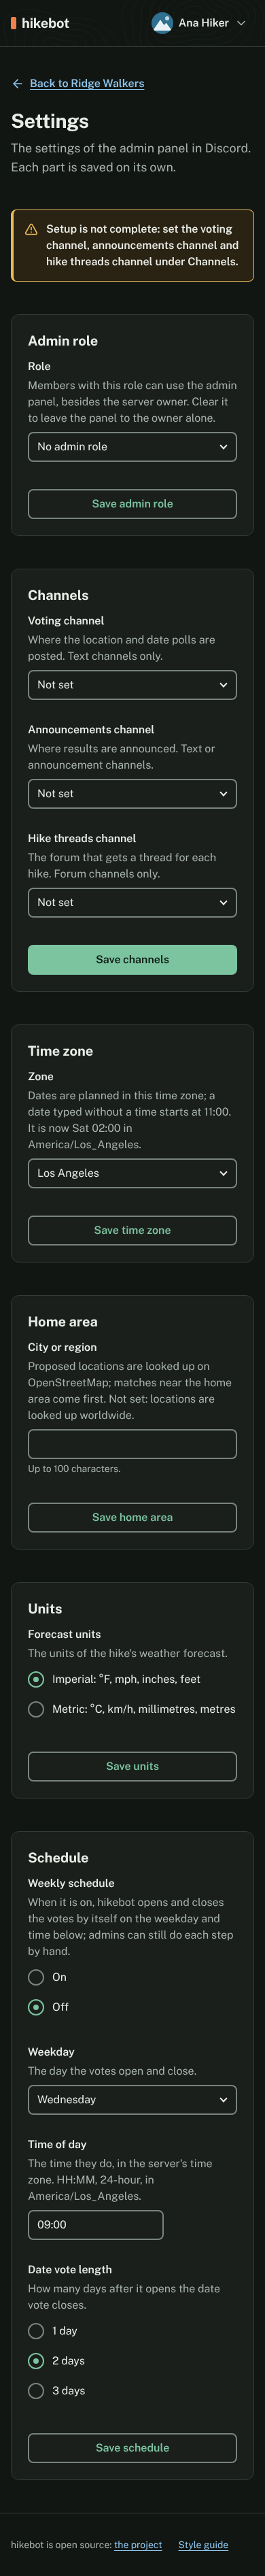 hikebot
Ana Hiker
Back to Ridge Walkers
Settings
The settings of the admin panel in Discord.
Each part is saved on its own.
Setup is not complete: set the voting
channel, announcements channel and
hike threads channel under Channels.
Admin role
Role
Members with this role can use the admin
panel, besides the server owner. Clear it
to leave the panel to the owner alone.
No admin role
Save admin role
Channels
Voting channel
Where the location and date polls are
posted. Text channels only.
Not set
Announcements channel
Where results are announced. Text or
announcement channels.
Not set
Hike threads channel
The forum that gets a thread for each
hike. Forum channels only.
Not set
Save channels
Time zone
Zone
Dates are planned in this time zone; a
date typed without a time starts at 11:00.
It is now Sat 02:00 in
America/Los_Angeles.
Los Angeles
Save time zone
Home area
City or region
Proposed locations are looked up on
OpenStreetMap; matches near the home
area come first. Not set: locations are
looked up worldwide.
Up to 100 characters.
Save home area
Units
Forecast units
The units of the hike's weather forecast.
Imperial: °F, mph, inches, feet
Metric: °C, km/h, millimetres, metres
Save units
Schedule
Weekly schedule
When it is on, hikebot opens and closes
the votes by itself on the weekday and
time below; admins can still do each step
by hand.
On
Off
Weekday
The day the votes open and close.
Wednesday
Time of day
The time they do, in the server's time
zone. HH:MM, 24-hour, in
America/Los_Angeles.
09:00
Date vote length
How many days after it opens the date
vote closes.
1 day
2 days
3 days
Save schedule
hikebot is open source: the project
Style guide